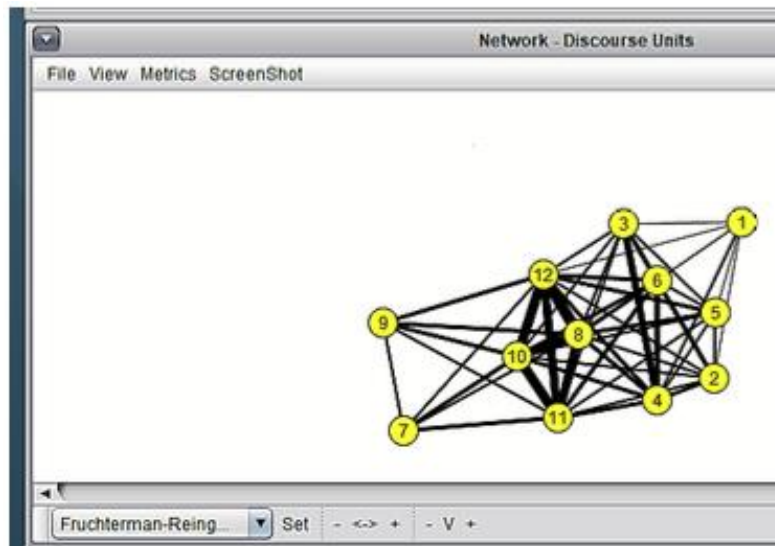 Network - Discourse Units
File View Metrics ScreenShot
3 1
12 6
9 8 5
10 2
7 11 4
Fruchterman-Reing... Set - <-> + - V +